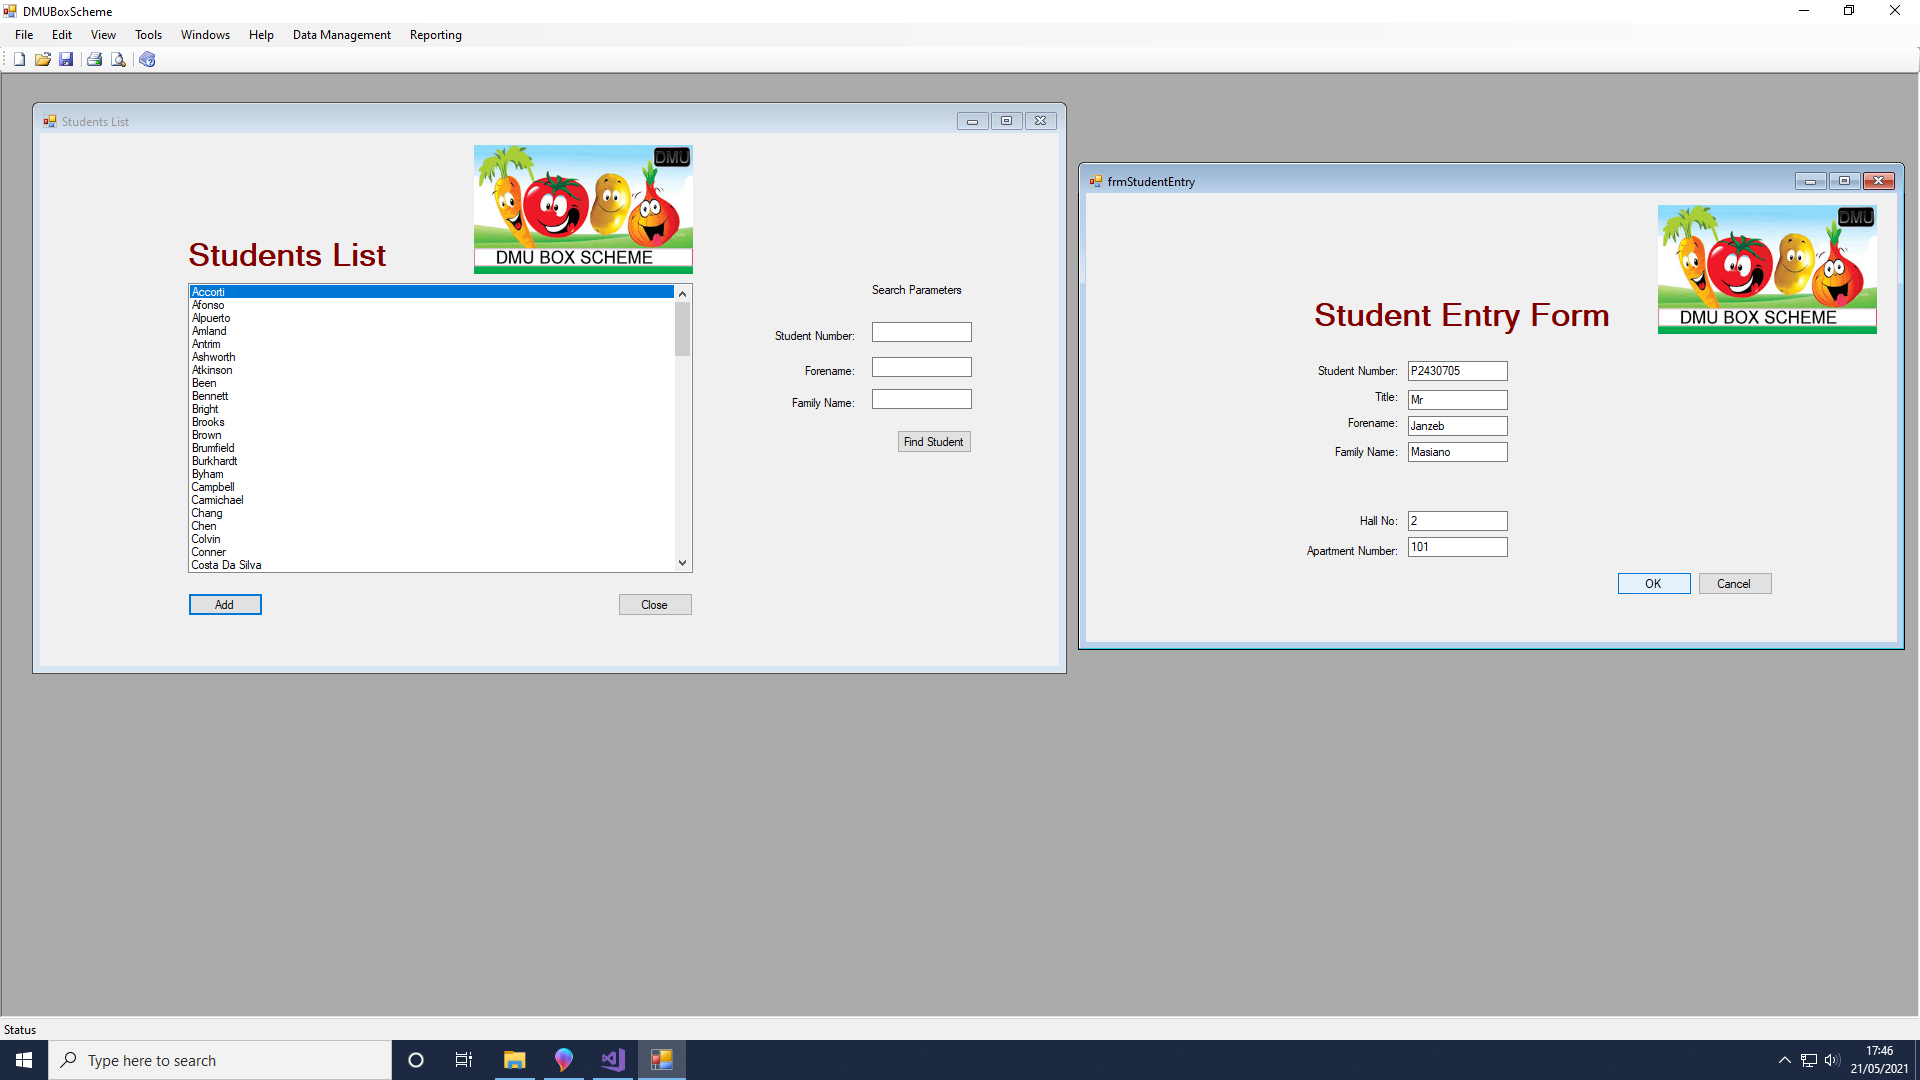 DMUBoxScheme
File Edit View Tools Windows Help Data Management Reporting
Students List
DMU
DMU BOX SCHEME
Students List
Accorti
Afonso
Alpuerto
Amland
Antrim
Ashworth
Atkinson
Been
Bennett
Bright
Brooks
Brown
Brumfield
Burkhardt
Byham
Campbell
Carmichael
Chang
Chen
Colvin
Conner
Costa Da Silva
Add
Close
Search Parameters
Student Number:
Forename:
Family Name:
Find Student
frmStudentEntry
DMU
DMU BOX SCHEME
Student Entry Form
Student Number: P2430705
Title: Mr
Forename: Janzeb
Family Name: Masiano
Hall No: 2
Apartment Number: 101
OK Cancel
Status
Type here to search
17:46
21/05/2021